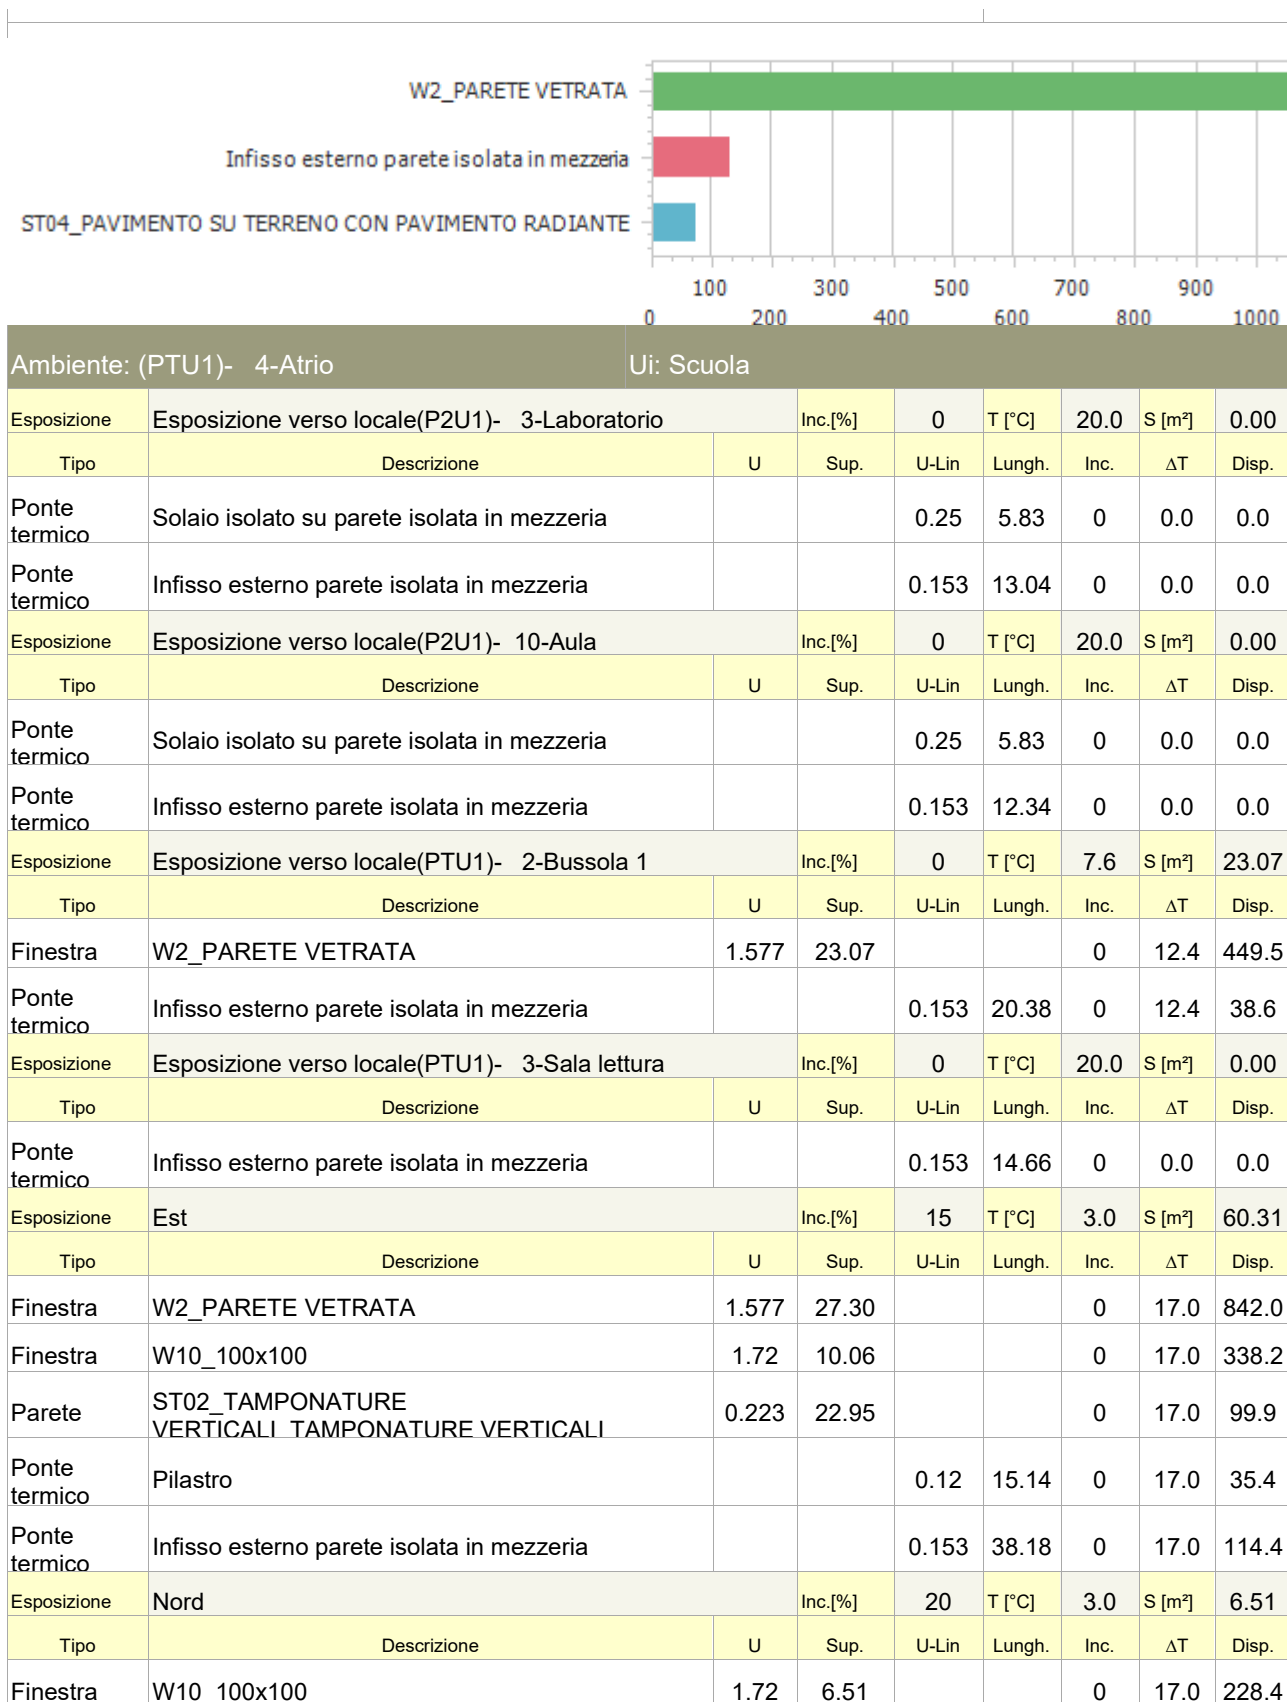 W2_PARETE VETRATA
Infisso esterno parete isolata in mezzeria
ST04_PAVIMENTO SU TERRENO CON PAVIMENTO RADIANTE
100 300 500 700 900
0 200 400 600 800 1000
Ambiente: (PTU1)- 4-Atrio Ui: Scuola
Esposizione Esposizione verso locale(P2U1)- 3-Laboratorio Inc.[%] 0 T [°C] 20.0 S [m²] 0.00
Tipo Descrizione U Sup. U-Lin Lungh. Inc. ΔT Disp.
Ponte termico Solaio isolato su parete isolata in mezzeria 0.25 5.83 0 0.0 0.0
Ponte termico Infisso esterno parete isolata in mezzeria 0.153 13.04 0 0.0 0.0
Esposizione Esposizione verso locale(P2U1)- 10-Aula Inc.[%] 0 T [°C] 20.0 S [m²] 0.00
Tipo Descrizione U Sup. U-Lin Lungh. Inc. ΔT Disp.
Ponte termico Solaio isolato su parete isolata in mezzeria 0.25 5.83 0 0.0 0.0
Ponte termico Infisso esterno parete isolata in mezzeria 0.153 12.34 0 0.0 0.0
Esposizione Esposizione verso locale(PTU1)- 2-Bussola 1 Inc.[%] 0 T [°C] 7.6 S [m²] 23.07
Tipo Descrizione U Sup. U-Lin Lungh. Inc. ΔT Disp.
Finestra W2_PARETE VETRATA 1.577 23.07 0 12.4 449.5
Ponte termico Infisso esterno parete isolata in mezzeria 0.153 20.38 0 12.4 38.6
Esposizione Esposizione verso locale(PTU1)- 3-Sala lettura Inc.[%] 0 T [°C] 20.0 S [m²] 0.00
Tipo Descrizione U Sup. U-Lin Lungh. Inc. ΔT Disp.
Ponte termico Infisso esterno parete isolata in mezzeria 0.153 14.66 0 0.0 0.0
Esposizione Est Inc.[%] 15 T [°C] 3.0 S [m²] 60.31
Tipo Descrizione U Sup. U-Lin Lungh. Inc. ΔT Disp.
Finestra W2_PARETE VETRATA 1.577 27.30 0 17.0 842.0
Finestra W10_100x100 1.72 10.06 0 17.0 338.2
Parete ST02_TAMPONATURE VERTICALI_TAMPONATURE VERTICALI 0.223 22.95 0 17.0 99.9
Ponte termico Pilastro 0.12 15.14 0 17.0 35.4
Ponte termico Infisso esterno parete isolata in mezzeria 0.153 38.18 0 17.0 114.4
Esposizione Nord Inc.[%] 20 T [°C] 3.0 S [m²] 6.51
Tipo Descrizione U Sup. U-Lin Lungh. Inc. ΔT Disp.
Finestra W10_100x100 1.72 6.51 0 17.0 228.4